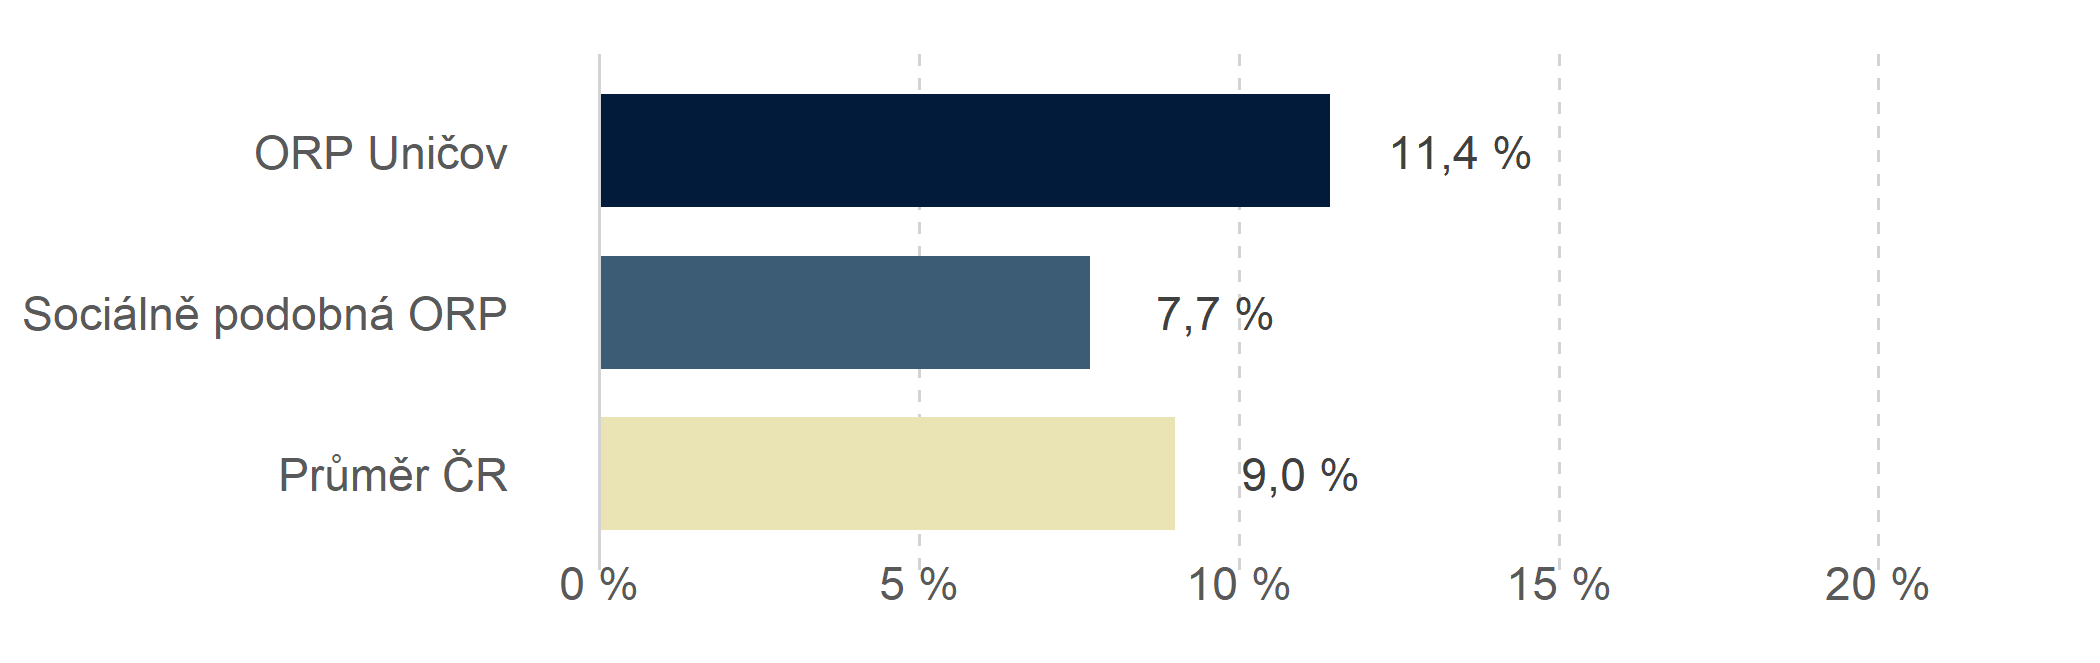 ORP Uničov
11,4 %
Sociálně podobná ORP
7,7 %
Průměr ČR
9,0 %
0 %
5 %
10 %
15 %
20 %